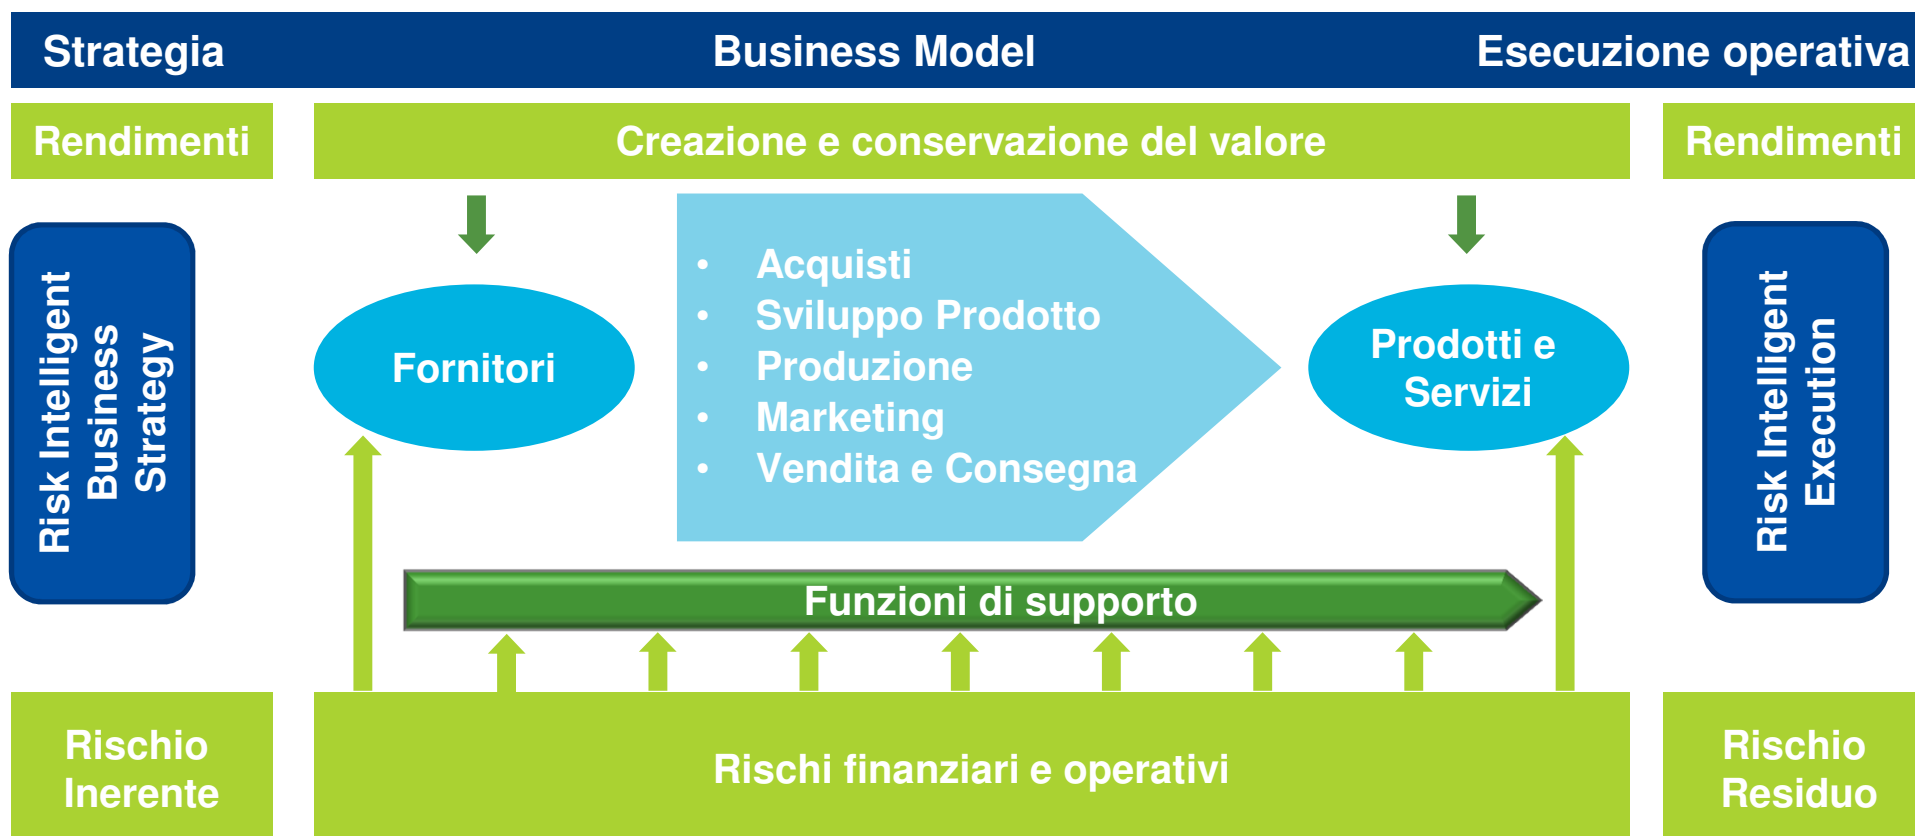 Strategia
Business Model
Esecuzione operativa
Rendimenti
Creazione e conservazione del valore
Rendimenti
Risk Intelligent
Business
Strategy
Fornitori
• Acquisti
• Sviluppo Prodotto
• Produzione
• Marketing
• Vendita e Consegna
Prodotti e
Servizi
Risk Intelligent
Execution
Funzioni di supporto
Rischio
Inerente
Rischi finanziari e operativi
Rischio
Residuo